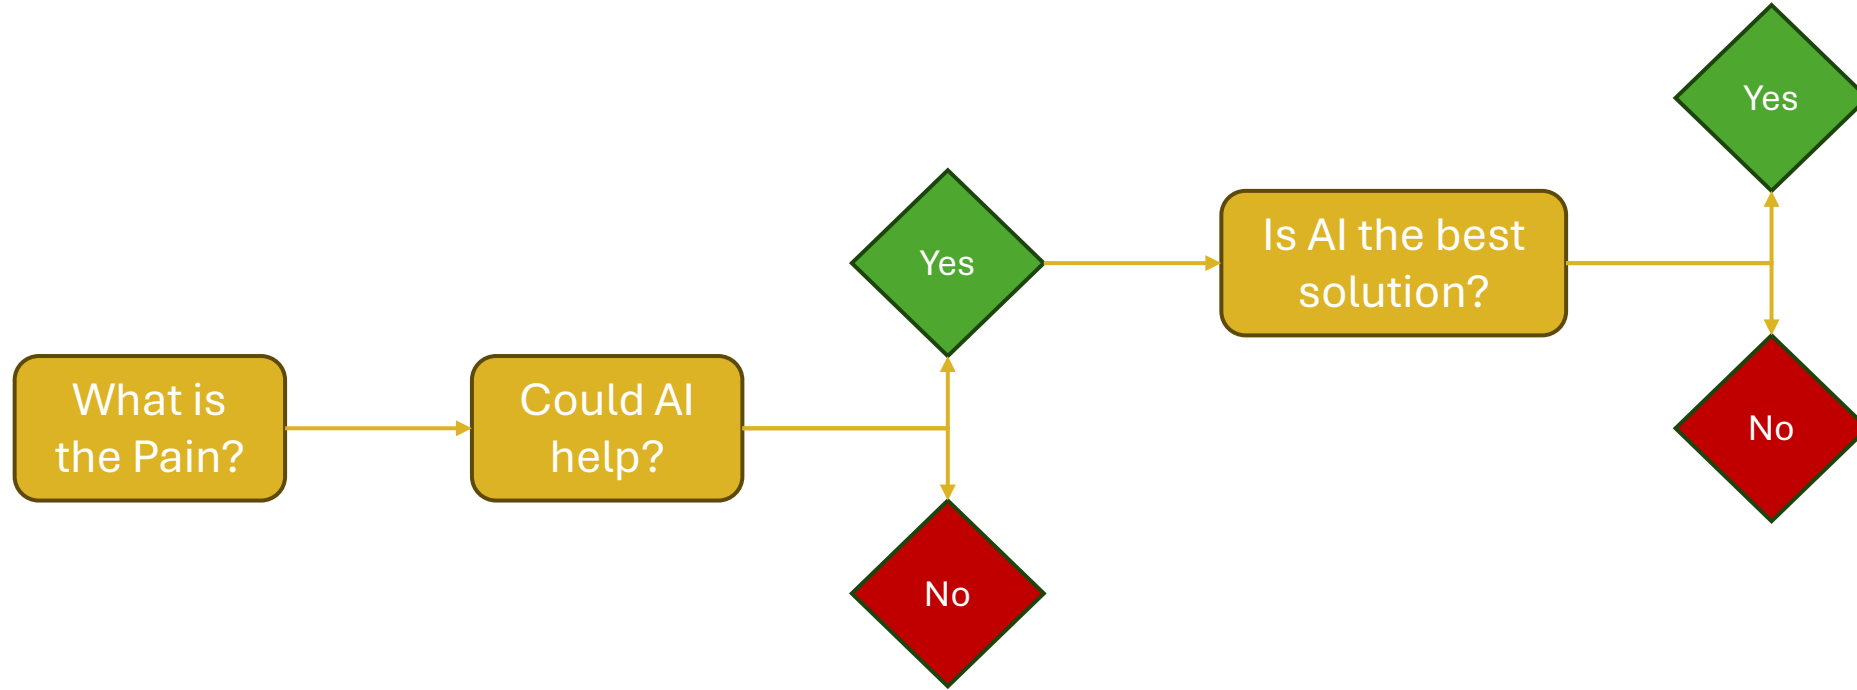 What is
the Pain?
Could AI
help?
Yes
No
Is AI the best
solution?
Yes
No